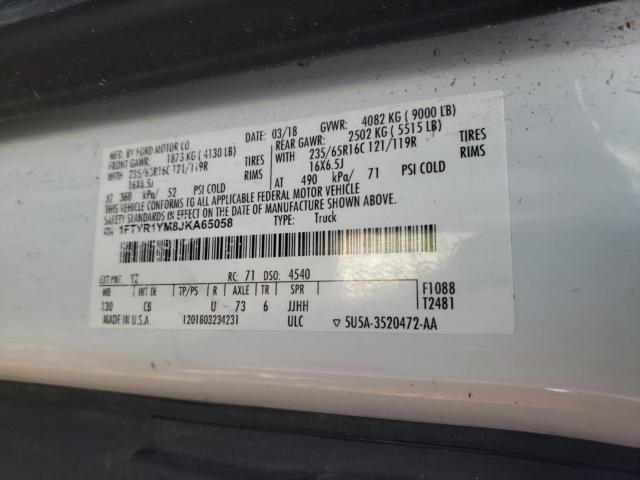 MFD. BY FORD MOTOR CO.
DATE: 03/18 GVWR: 4082 KG ( 9000 LB)
FRONT GAWR: 1873 KG ( 4130 LB) REAR GAWR: 2502 KG ( 5515 LB)
WITH 235/65R16C 121/119R TIRES WITH 235/65R16C 121/119R TIRES
16X6.5J RIMS 16X6.5J RIMS
AT 360 kPa/ 52 PSI COLD AT 490 kPa/ 71 PSI COLD
THIS VEHICLE CONFORMS TO ALL APPLICABLE FEDERAL MOTOR VEHICLE
SAFETY STANDARDS IN EFFECT ON THE DATE OF MANUFACTURE SHOWN ABOVE.
VIN: 1FTYR1YM8JKA65058 TYPE: Truck
EXT PNT: YZ RC: 71 DSO: 4540
WB TP/PS R AXLE TR SPR F1088
130 CB U 73 6 JJHH T2481
MADE IN U.S.A. 1201803234231 ULC ▽ 5U5A-3520472-AA